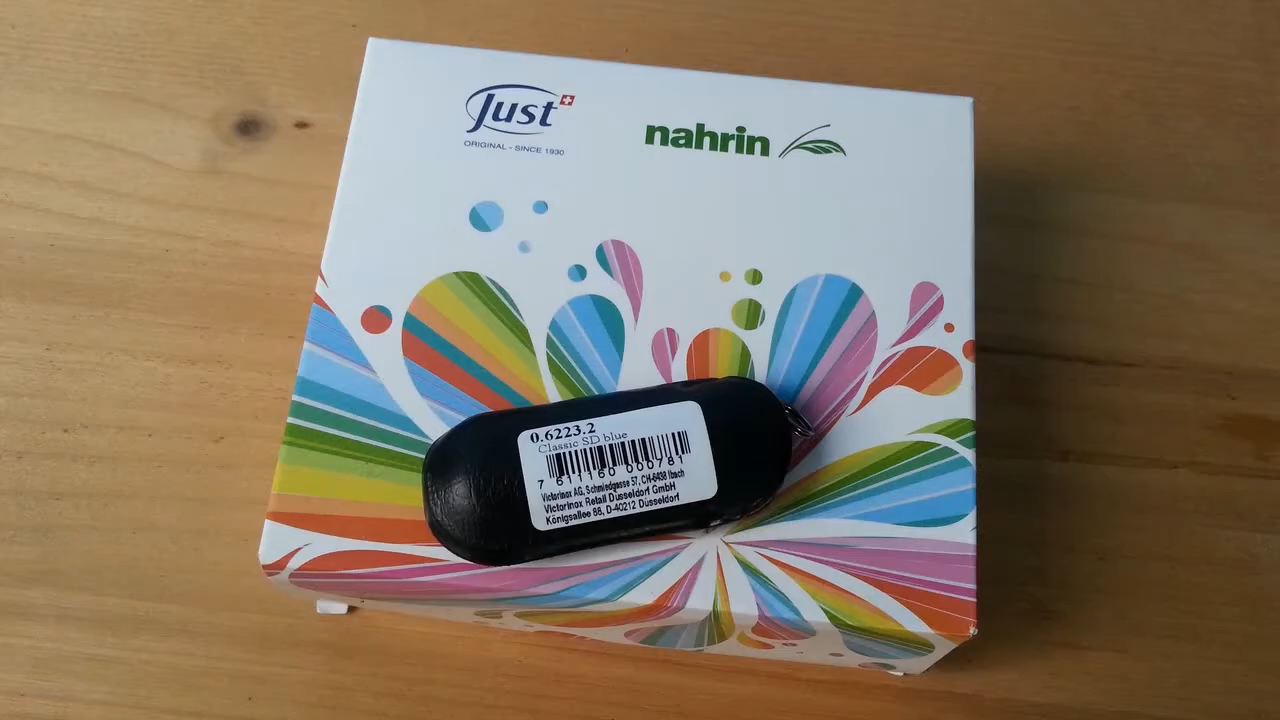 Just
ORIGINAL - SINCE 1930
nahrin
0.6223.2
Classic SD blue
7 611160 000781
Victorinox AG, Schmiedgasse 57, CH-6438 Ibach
Victorinox Retail Düsseldorf GmbH
Königsallee 88, D-40212 Düsseldorf